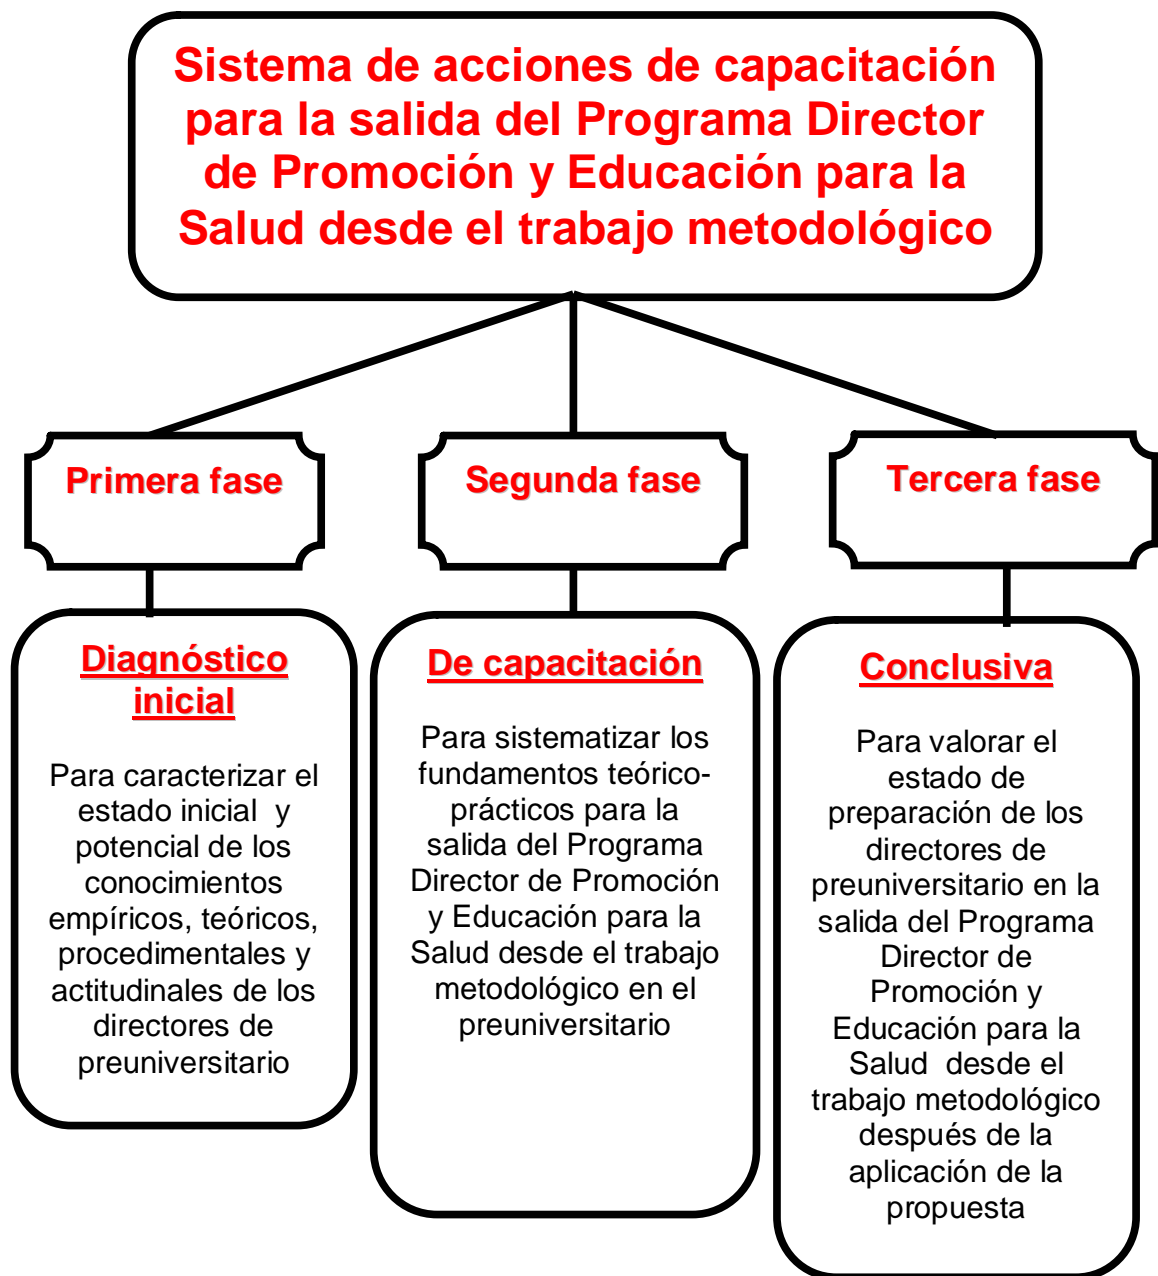 Sistema de acciones de capacitación
para la salida del Programa Director
de Promoción y Educación para la
Salud desde el trabajo metodológico
Primera fase
Segunda fase
Tercera fase
Diagnóstico
inicial
Para caracterizar el
estado inicial y
potencial de los
conocimientos
empíricos, teóricos,
procedimentales y
actitudinales de los
directores de
preuniversitario
De capacitación
Para sistematizar los
fundamentos teórico-
prácticos para la
salida del Programa
Director de Promoción
y Educación para la
Salud desde el trabajo
metodológico en el
preuniversitario
Conclusiva
Para valorar el
estado de
preparación de los
directores de
preuniversitario en la
salida del Programa
Director de
Promoción y
Educación para la
Salud desde el
trabajo metodológico
después de la
aplicación de la
propuesta